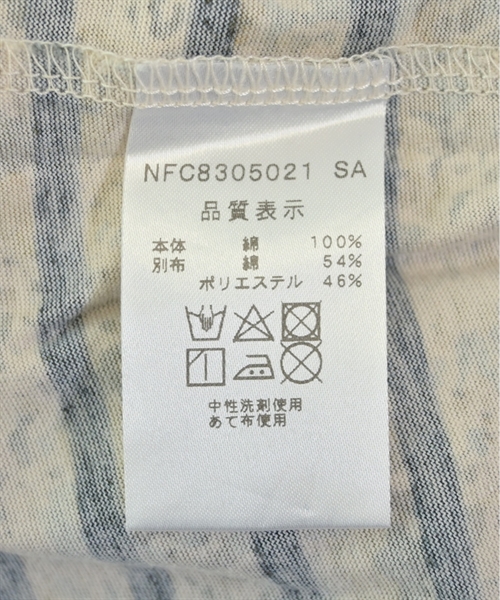 NFC8305021 SA
品質表示
本体 綿 100%
別布 綿 54%
ポリエステル 46%
中性洗剤使用
あて布使用